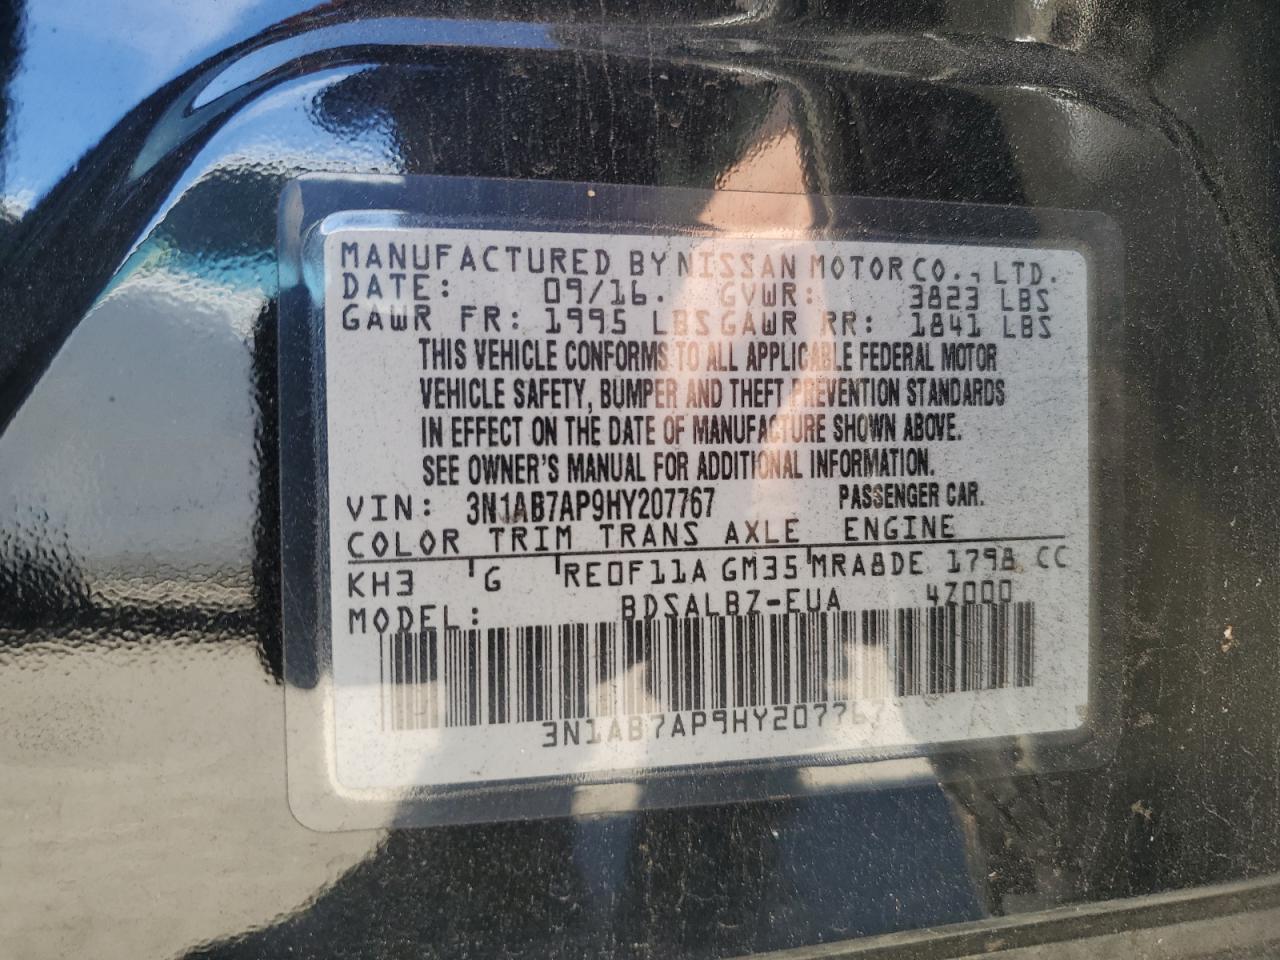 MANUFACTURED BY NISSAN MOTOR CO., LTD.
DATE: 09/16. GVWR: 3823 LBS
GAWR FR: 1995 LBS GAWR RR: 1841 LBS
THIS VEHICLE CONFORMS TO ALL APPLICABLE FEDERAL MOTOR
VEHICLE SAFETY, BUMPER AND THEFT PREVENTION STANDARDS
IN EFFECT ON THE DATE OF MANUFACTURE SHOWN ABOVE.
SEE OWNER'S MANUAL FOR ADDITIONAL INFORMATION.
VIN: 3N1AB7AP9HY207767 PASSENGER CAR.
COLOR TRIM TRANS AXLE ENGINE
KH3 G RE0F11A GM35 MRA8DE 1798 CC
MODEL: BDSALBZ-EUA 4Z000
3N1AB7AP9HY207767